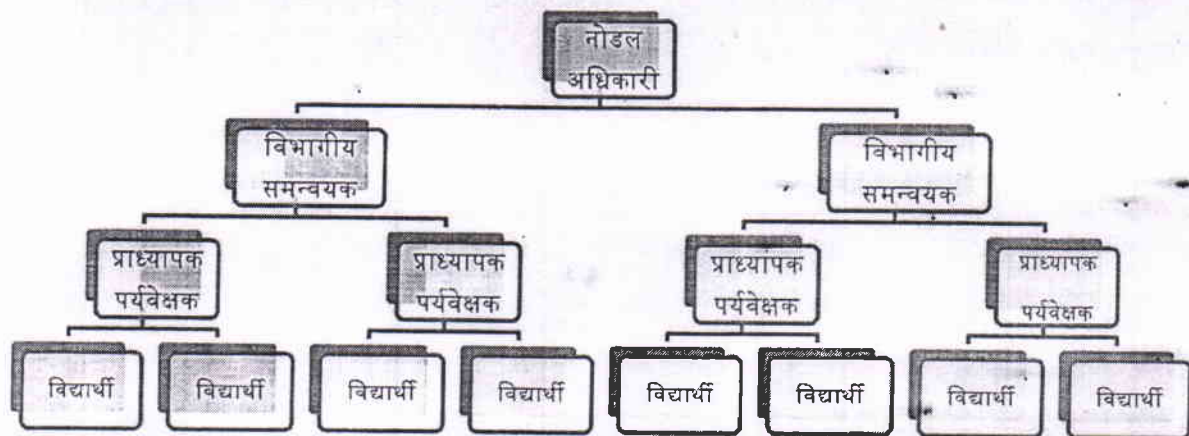 नोडल
अधिकारी
विभागीय
समन्वयक
विभागीय
समन्वयक
प्राध्यापक
पर्यवेक्षक
प्राध्यापक
पर्यवेक्षक
प्राध्यापक
पर्यवेक्षक
प्राध्यापक
पर्यवेक्षक
विद्यार्थी
विद्यार्थी
विद्यार्थी
विद्यार्थी
विद्यार्थी
विद्यार्थी
विद्यार्थी
विद्यार्थी